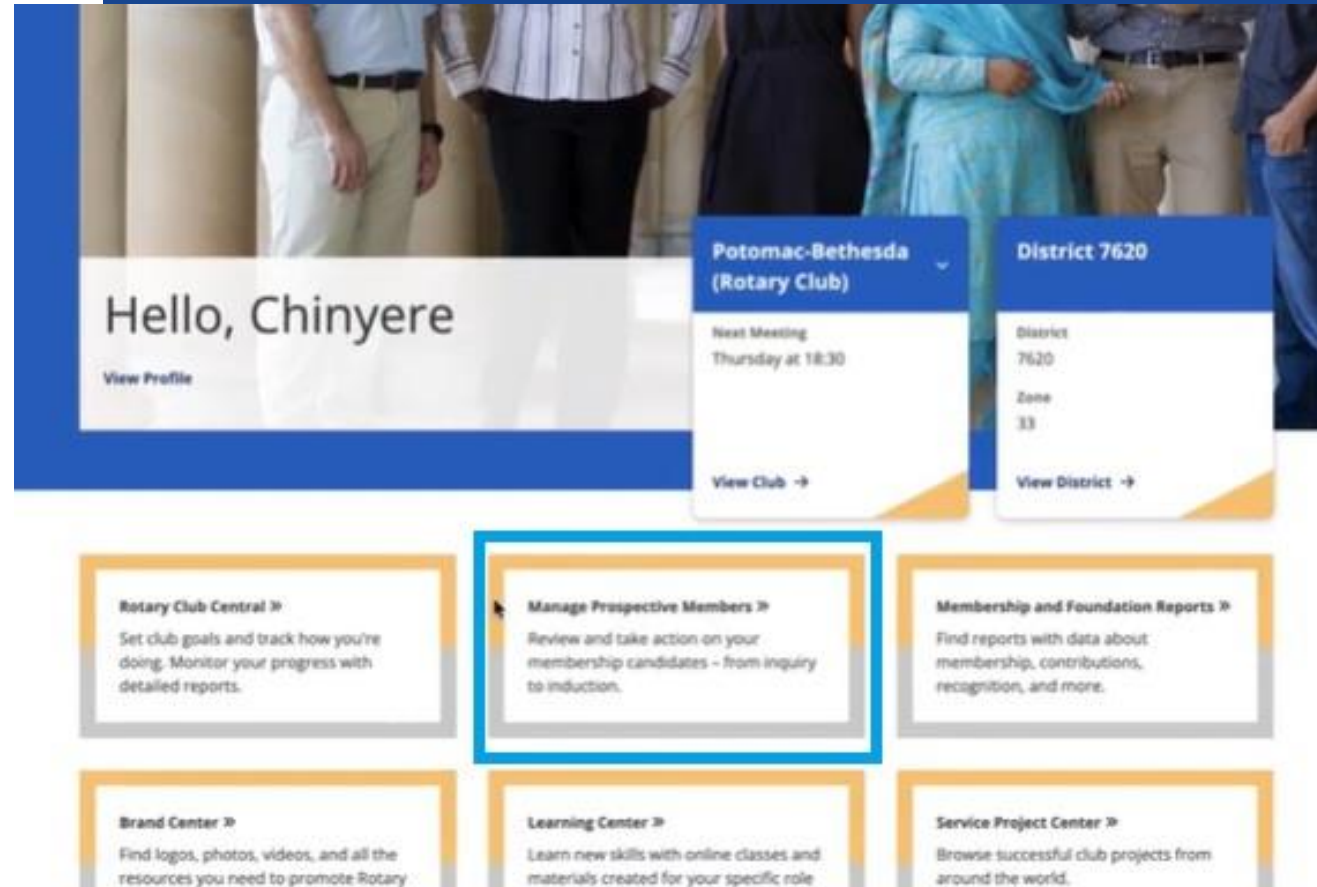 Hello, Chinyere
View Profile
Potomac-Bethesda
(Rotary Club)
Next Meeting
Thursday at 18:30
View Club →
District 7620
District
7620
Zone
33
View District →
Rotary Club Central »
Set club goals and track how you're
doing. Monitor your progress with
detailed reports.
Manage Prospective Members »
Review and take action on your
membership candidates – from inquiry
to induction.
Membership and Foundation Reports »
Find reports with data about
membership, contributions,
recognition, and more.
Brand Center »
Find logos, photos, videos, and all the
resources you need to promote Rotary
Learning Center »
Learn new skills with online classes and
materials created for your specific role
Service Project Center »
Browse successful club projects from
around the world.